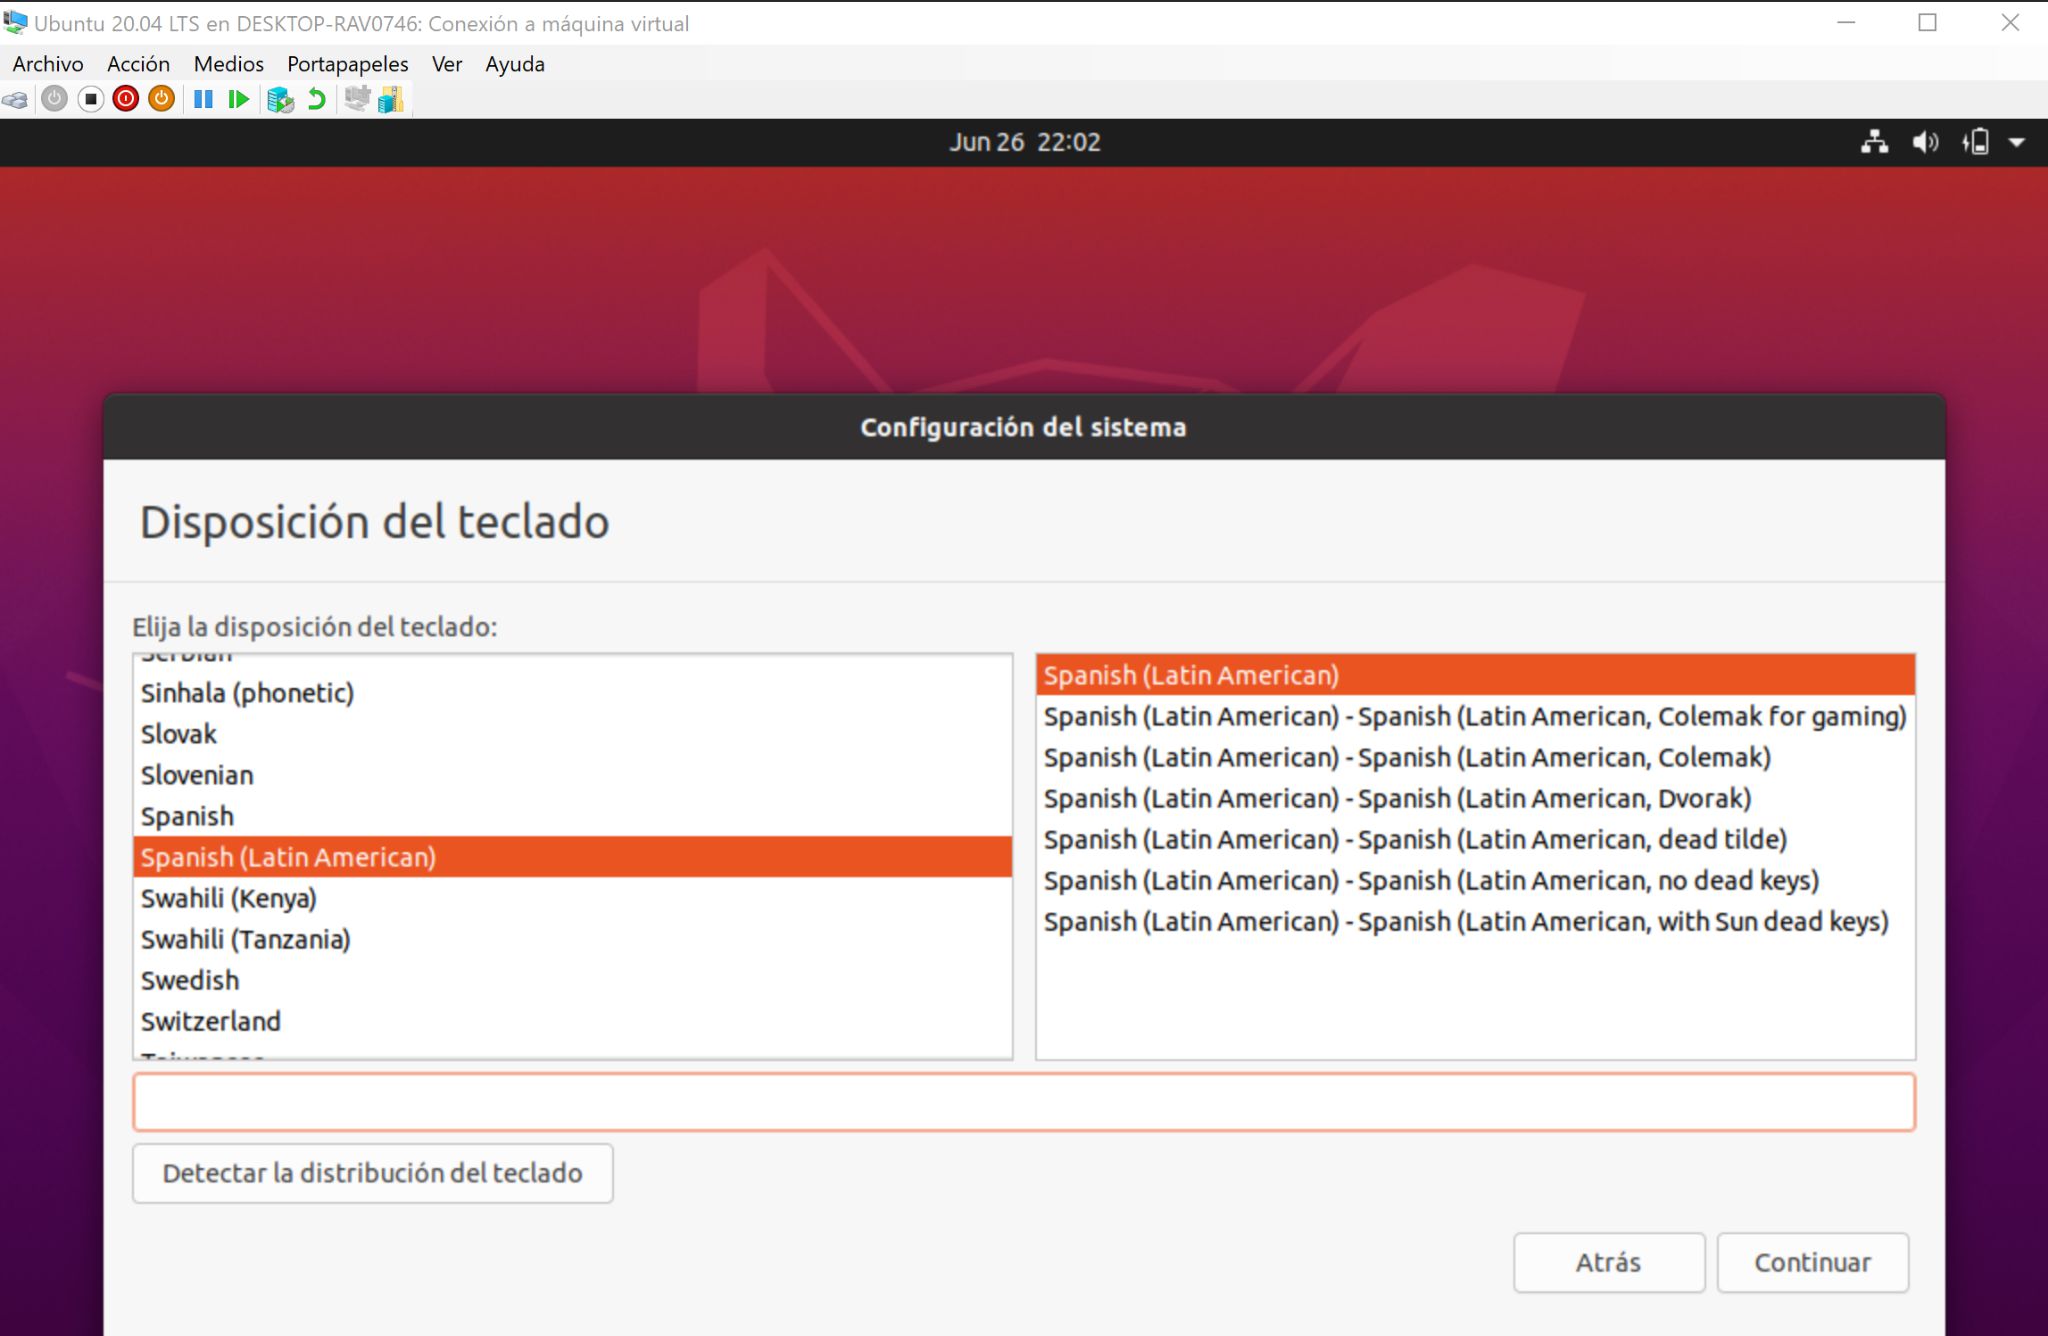 Ubuntu 20.04 LTS en DESKTOP-RAV0746: Conexión a máquina virtual
Archivo Acción Medios Portapapeles Ver Ayuda
Jun 26 22:02
Configuración del sistema
Disposición del teclado
Elija la disposición del teclado:
Serbian
Sinhala (phonetic)
Slovak
Slovenian
Spanish
Spanish (Latin American)
Swahili (Kenya)
Swahili (Tanzania)
Swedish
Switzerland
Taiwanese
Spanish (Latin American)
Spanish (Latin American) - Spanish (Latin American, Colemak for gaming)
Spanish (Latin American) - Spanish (Latin American, Colemak)
Spanish (Latin American) - Spanish (Latin American, Dvorak)
Spanish (Latin American) - Spanish (Latin American, dead tilde)
Spanish (Latin American) - Spanish (Latin American, no dead keys)
Spanish (Latin American) - Spanish (Latin American, with Sun dead keys)
Detectar la distribución del teclado
Atrás
Continuar